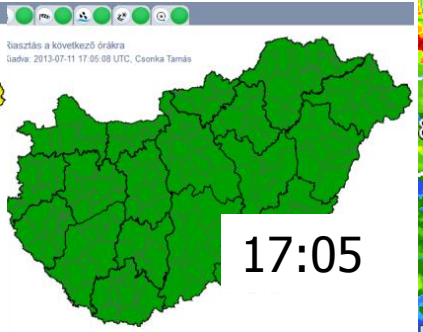 Riasztás a következő órákra
Kiadva: 2013-07-11 17:05:08 UTC, Csonka Tamás
17:05